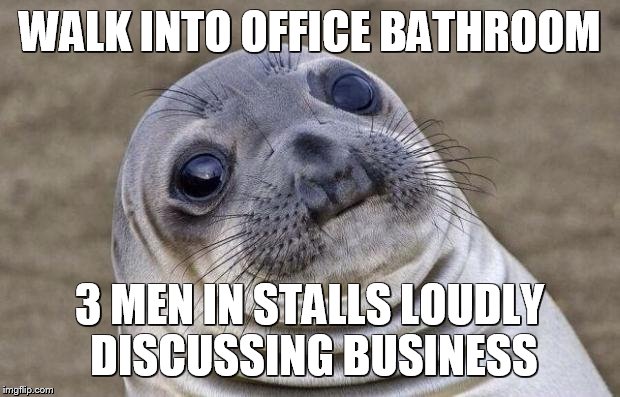 WALK INTO OFFICE BATHROOM
3 MEN IN STALLS LOUDLY
DISCUSSING BUSINESS
imgflip.com